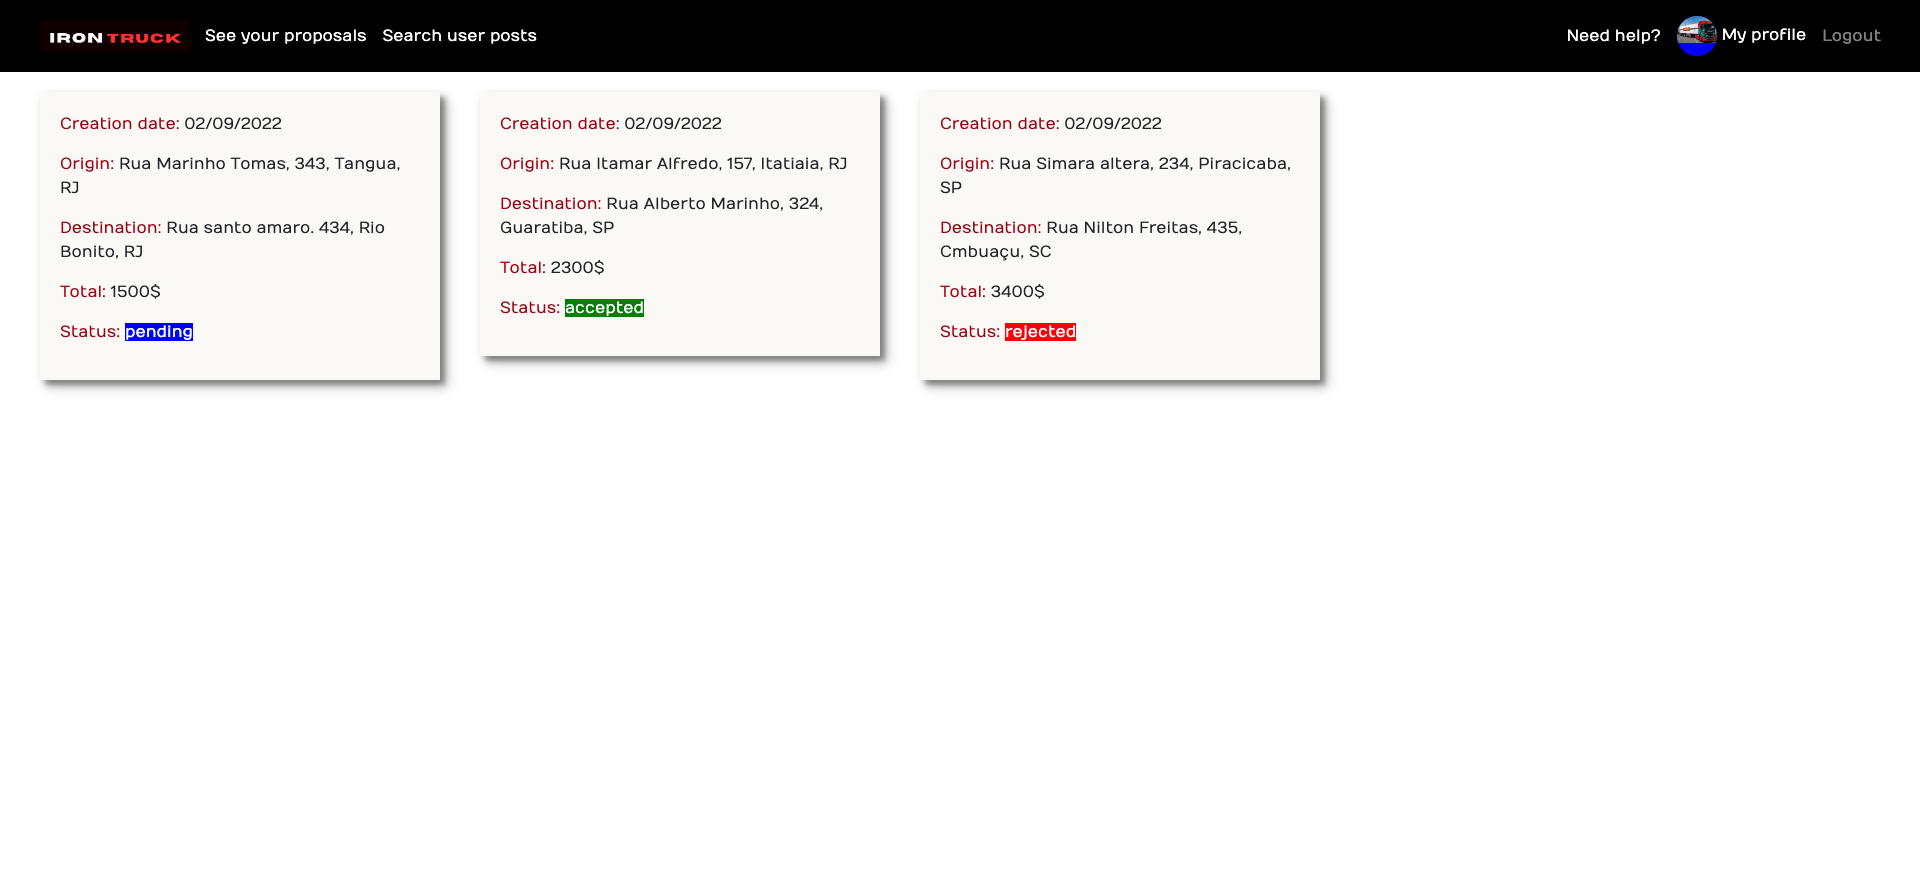 IRON TRUCK See your proposals Search user posts Need help? My profile Logout
Creation date: 02/09/2022
Origin: Rua Marinho Tomas, 343, Tangua,
RJ
Destination: Rua santo amaro. 434, Rio
Bonito, RJ
Total: 1500$
Status: pending
Creation date: 02/09/2022
Origin: Rua Itamar Alfredo, 157, Itatiaia, RJ
Destination: Rua Alberto Marinho, 324,
Guaratiba, SP
Total: 2300$
Status: accepted
Creation date: 02/09/2022
Origin: Rua Simara altera, 234, Piracicaba,
SP
Destination: Rua Nilton Freitas, 435,
Cmbuaçu, SC
Total: 3400$
Status: rejected